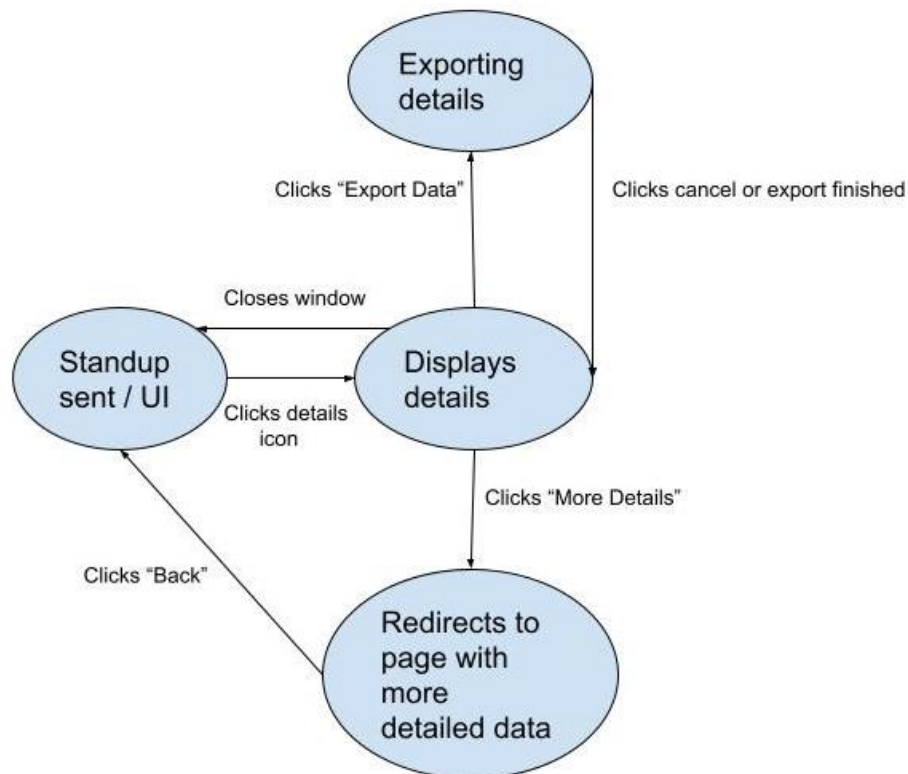 Exporting
details
Clicks “Export Data”
Clicks cancel or export finished
Closes window
Standup
sent / UI
Displays
details
Clicks details
icon
Clicks “More Details”
Clicks “Back”
Redirects to
page with
more
detailed data